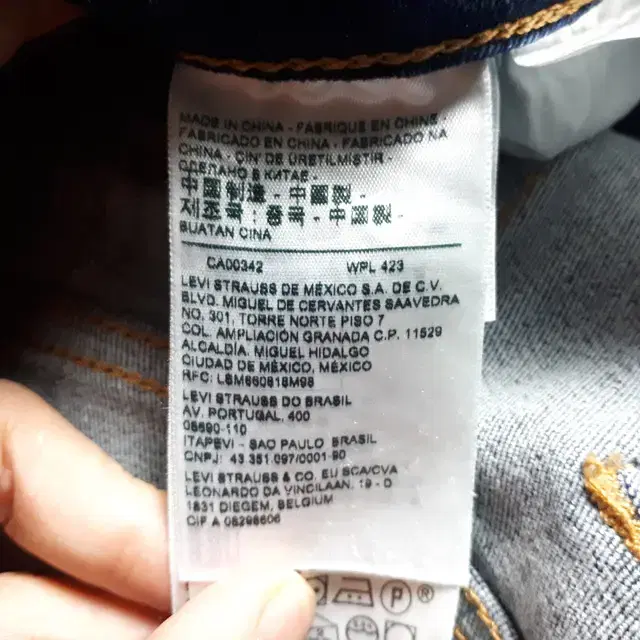 MADE IN CHINA - FABRIQUE EN CHINE
FABRICADO EN CHINA - FABRICADO NA
CHINA - ÇIN' DE ÜRETILMISTIR -
СДЕЛАНО В КИТАЕ -
中国制造 - 中國製 -
제조국 : 중국 - 中国製 -
BUATAN CINA
CA00342 WPL 423
LEVI STRAUSS DE MÉXICO S.A. DE C.V.
BLVD. MIGUEL DE CERVANTES SAAVEDRA
NO. 301, TORRE NORTE PISO 7
COL. AMPLIACIÓN GRANADA C.P. 11529
ALCALDÍA MIGUEL HIDALGO
CIUDAD DE MÉXICO, MÉXICO
RFC: LSM660818M98
LEVI STRAUSS DO BRASIL
AV. PORTUGAL, 400
06690-110
ITAPEVI - SAO PAULO BRASIL
CNPJ: 43.351.097/0001-90
LEVI STRAUSS & CO. EU SCA/CVA
LEONARDO DA VINCILAAN, 19 - D
1831 DIEGEM, BELGIUM
CIF A
P ®